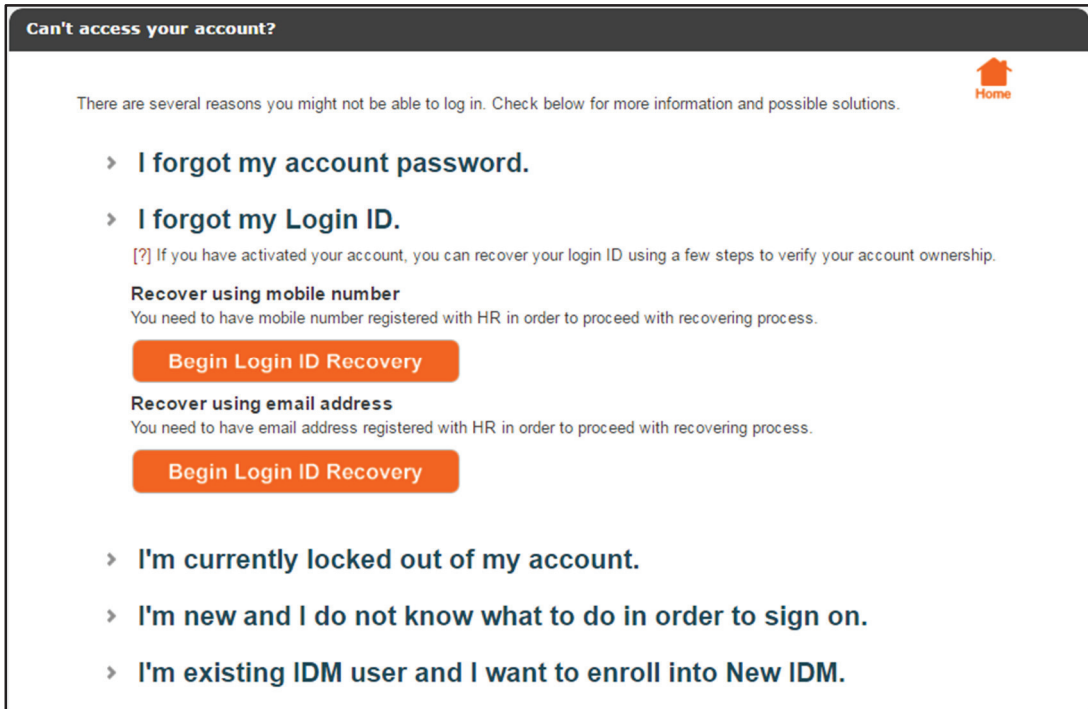 Can't access your account?
Home
There are several reasons you might not be able to log in. Check below for more information and possible solutions.
I forgot my account password.
I forgot my Login ID.
[?] If you have activated your account, you can recover your login ID using a few steps to verify your account ownership.
Recover using mobile number
You need to have mobile number registered with HR in order to proceed with recovering process.
Begin Login ID Recovery
Recover using email address
You need to have email address registered with HR in order to proceed with recovering process.
Begin Login ID Recovery
I'm currently locked out of my account.
I'm new and I do not know what to do in order to sign on.
I'm existing IDM user and I want to enroll into New IDM.